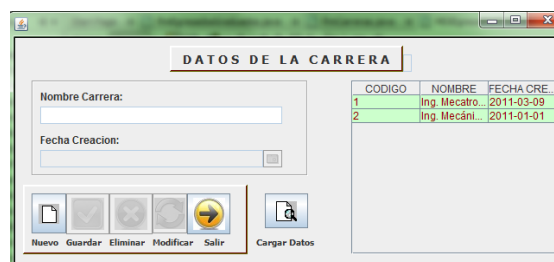 DATOS DE LA CARRERA
Nombre Carrera:
Fecha Creacion:
Nuevo Guardar Eliminar Modificar Salir
Cargar Datos
CODIGO NOMBRE FECHA CRE...
1 Ing. Mecatro... 2011-03-09
2 Ing. Mecáni... 2011-01-01